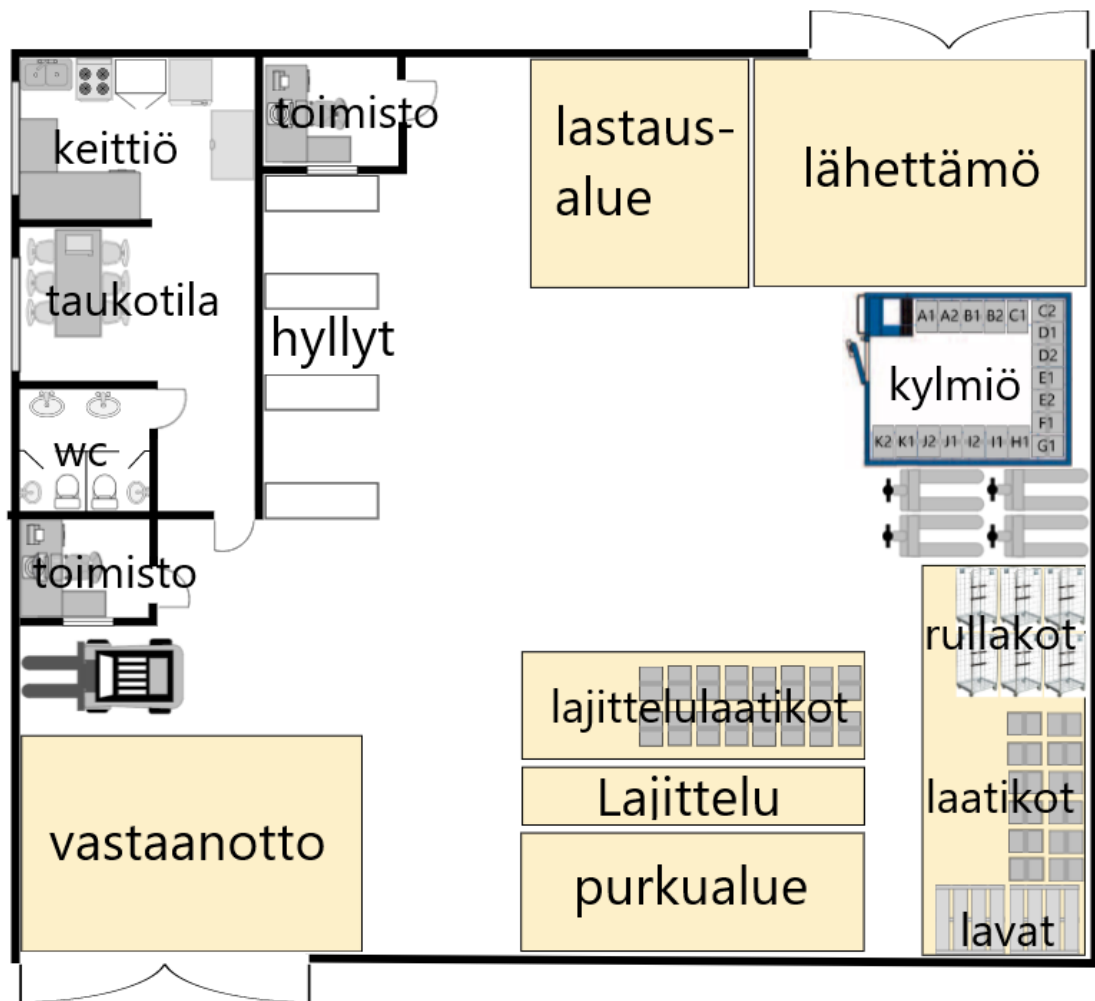 keittiö
toimisto
lastaus-
alue
lähettämö
taukotila
hyllyt
A1 A2 B1 B2 C1 C2
D1
D2
kylmiö
E1
E2
F1
K2 K1 J2 J1 I2 I1 H1 G1
wc
toimisto
rullakot
lajittelulaatikot
Lajittelu
laatikot
vastaanotto
purkualue
lavat